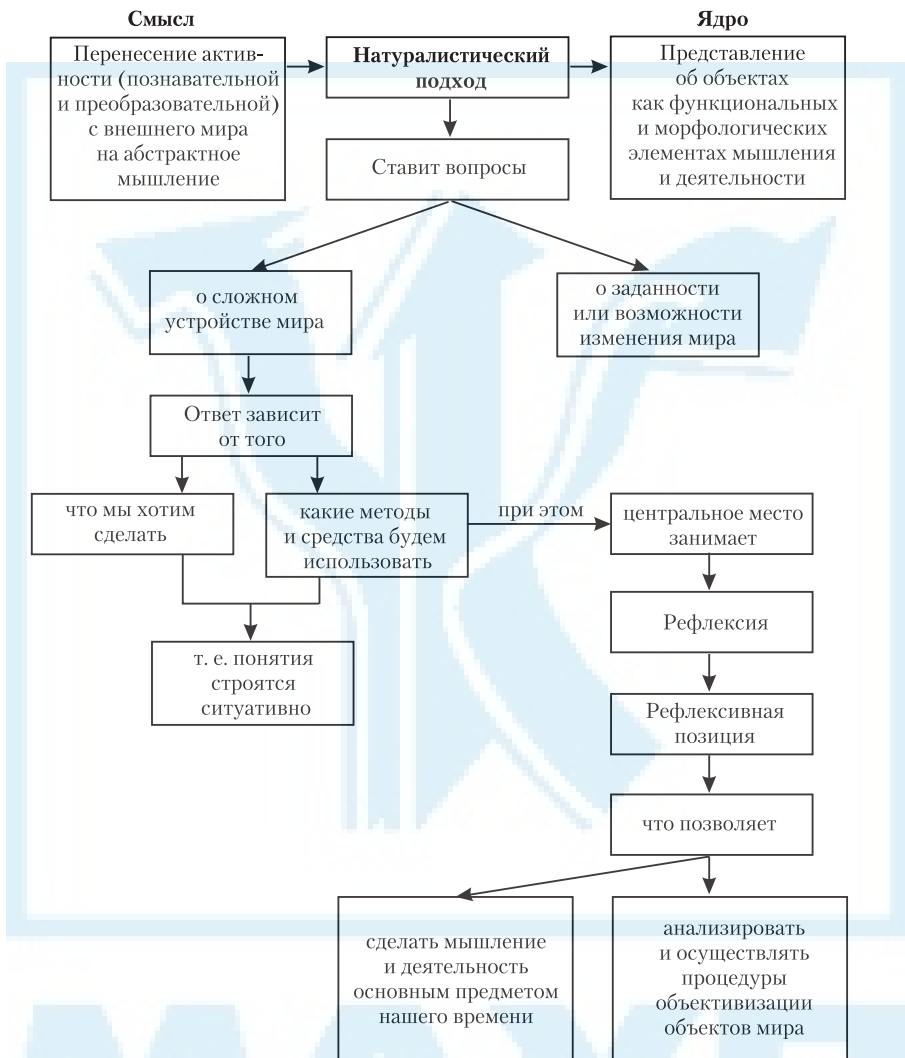 Смысл
Ядро
Перенесение актив-
ности (познавательной
и преобразовательной)
с внешнего мира
на абстрактное
мышление
Натуралистический
подход
Представление
об объектах
как функциональных
и морфологических
элементах мышления
и деятельности
Ставит вопросы
о сложном
устройстве мира
о заданности
или возможности
изменения мира
Ответ зависит
от того
что мы хотим
сделать
какие методы
и средства будем
использовать
при этом
центральное место
занимает
Рефлексия
т. е. понятия
строятся
ситуативно
Рефлексивная
позиция
что позволяет
сделать мышление
и деятельность
основным предметом
нашего времени
анализировать
и осуществлять
процедуры
объективизации
объектов мира